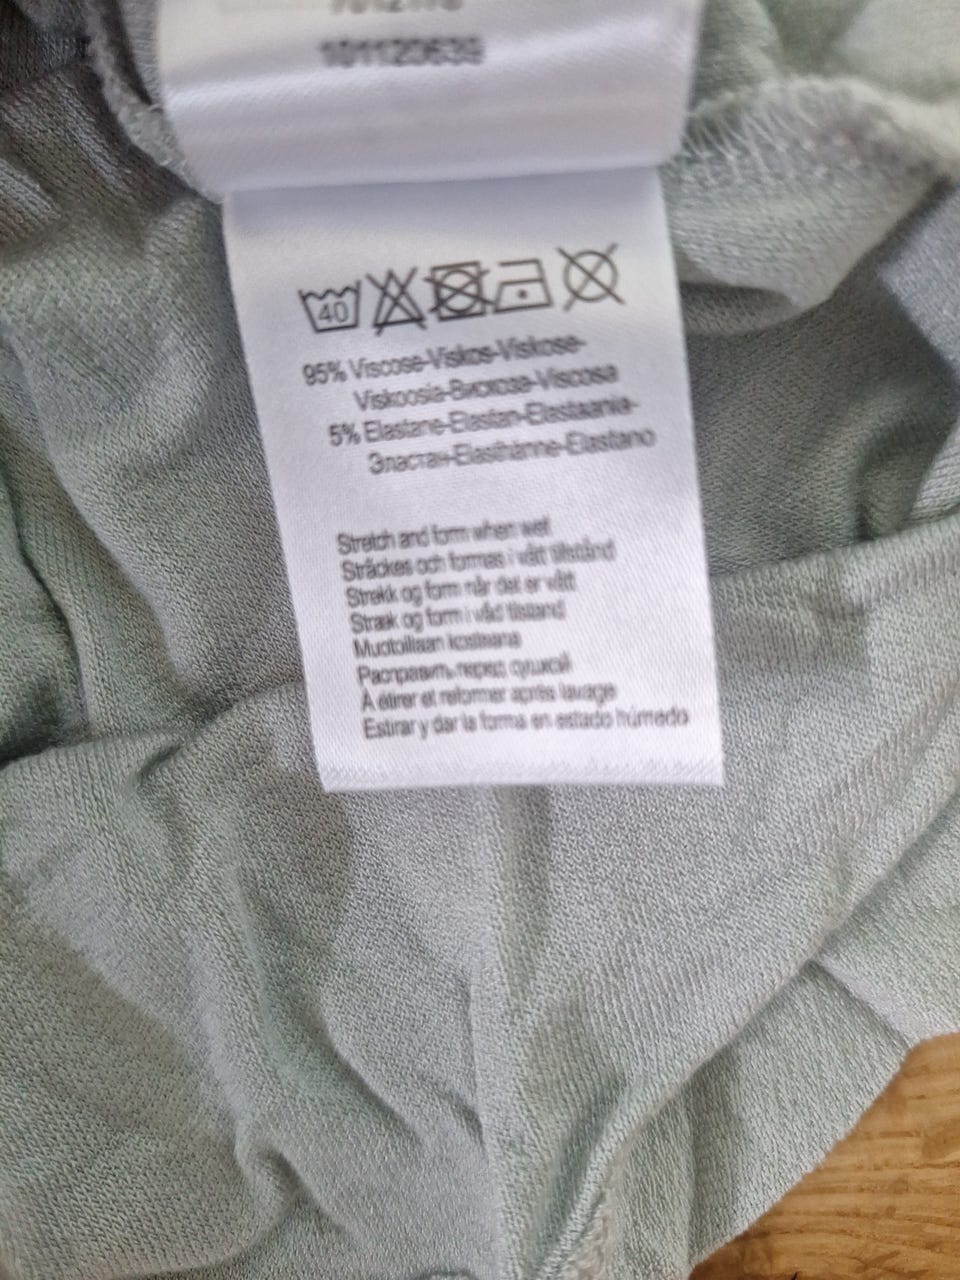 101120639
40
95% Viscose-Viskos-Viskose-
Viskoosia-Вискоза-Viscosa
5% Elastane-Elastan-Elastaania-
Эластан-Elasthanne-Elastano
Stretch and form when wet
Sträckes och formas i vått tillstånd
Strekk og form når det er vått
Stræk og form i våd tilstand
Muotoillaan kosteana
Расправить перед сушкой
À étirer et reformer après lavage
Estirar y dar la forma en estado húmedo